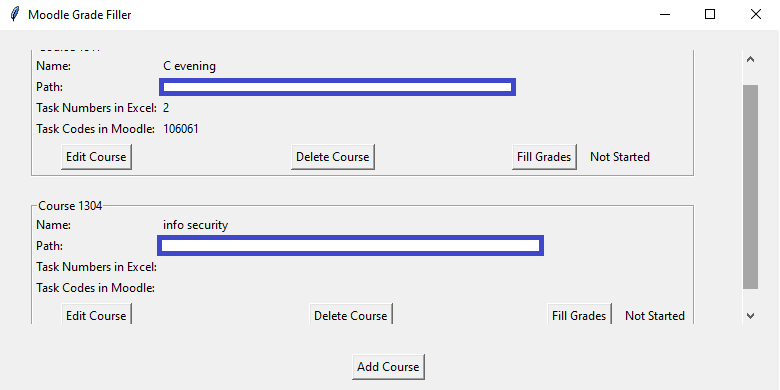 Moodle Grade Filler
Name: C evening
Path:
Task Numbers in Excel: 2
Task Codes in Moodle: 106061
Edit Course Delete Course Fill Grades Not Started
Course 1304
Name: info security
Path:
Task Numbers in Excel:
Task Codes in Moodle:
Edit Course Delete Course Fill Grades Not Started
Add Course